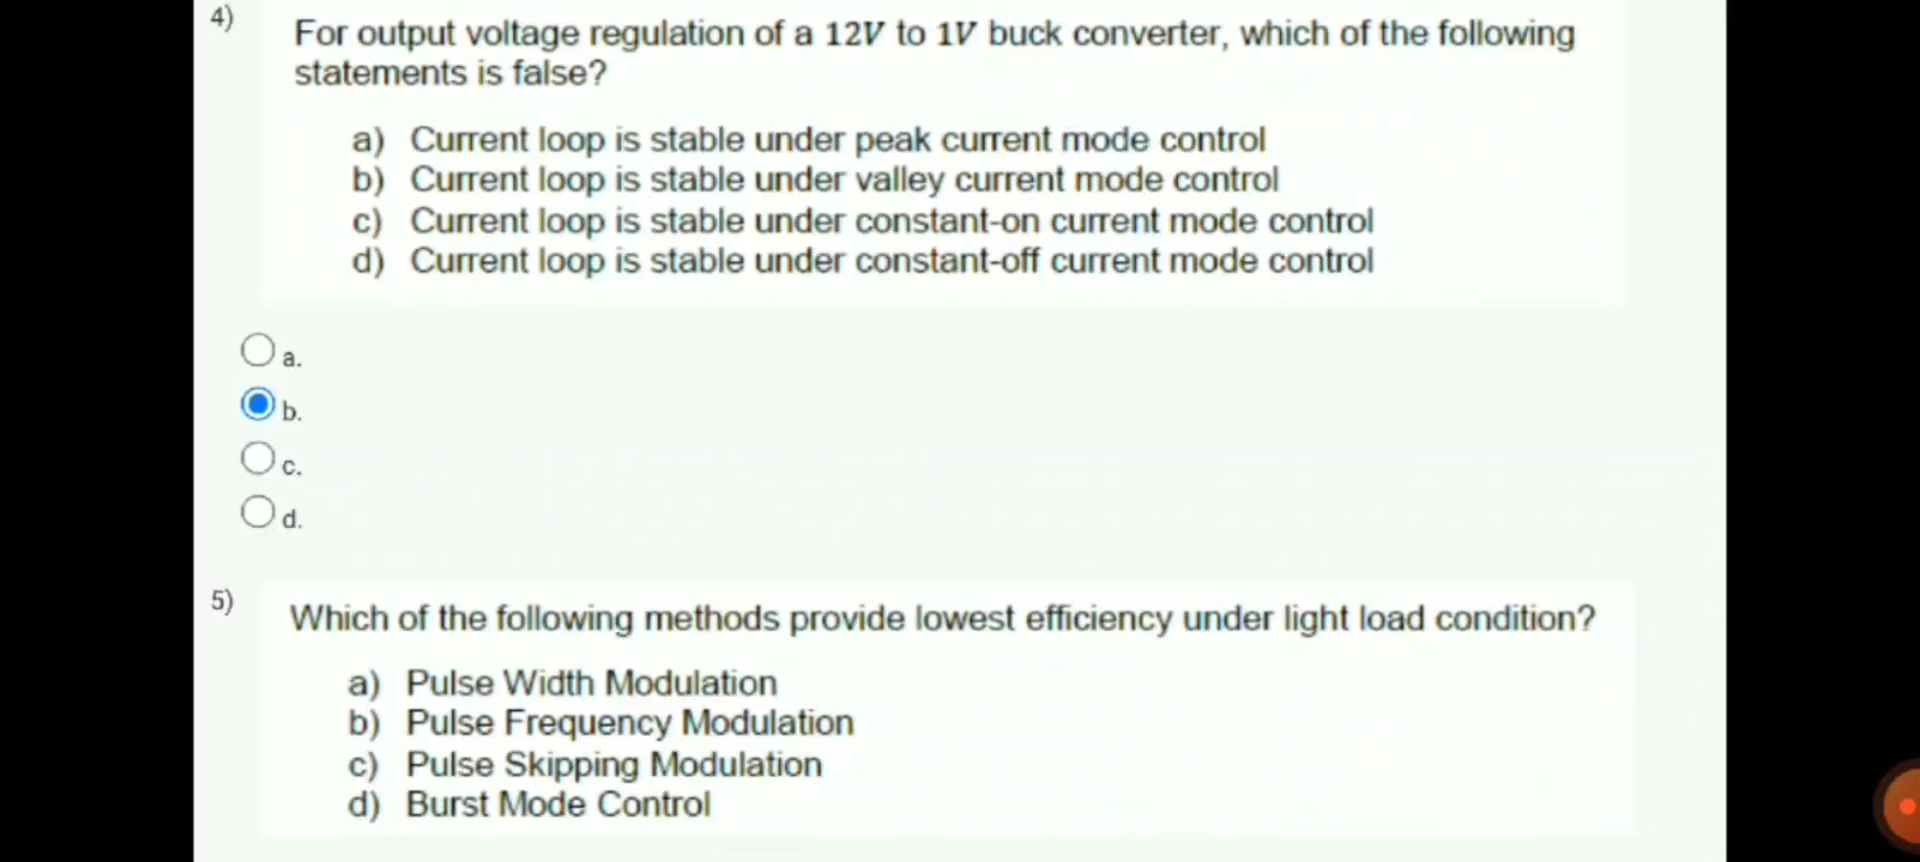 4)
For output voltage regulation of a 12V to 1V buck converter, which of the following
statements is false?
a) Current loop is stable under peak current mode control
b) Current loop is stable under valley current mode control
c) Current loop is stable under constant-on current mode control
d) Current loop is stable under constant-off current mode control
a.
b.
c.
d.
5)
Which of the following methods provide lowest efficiency under light load condition?
a) Pulse Width Modulation
b) Pulse Frequency Modulation
c) Pulse Skipping Modulation
d) Burst Mode Control